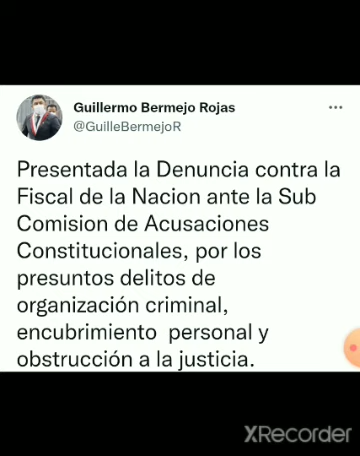 Guillermo Bermejo Rojas
@GuilleBermejoR
Presentada la Denuncia contra la
Fiscal de la Nacion ante la Sub
Comision de Acusaciones
Constitucionales, por los
presuntos delitos de
organización criminal,
encubrimiento personal y
obstrucción a la justicia.
XRecorder